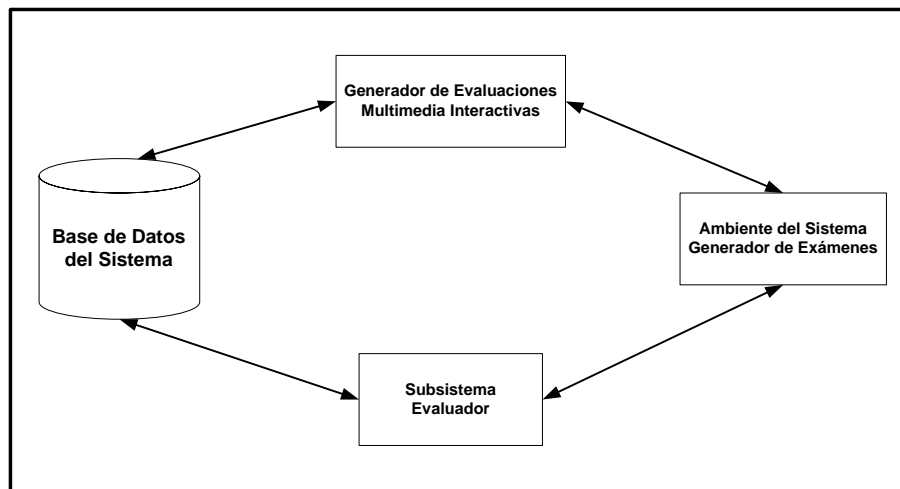 Generador de Evaluaciones
Multimedia Interactivas
Base de Datos
del Sistema
Ambiente del Sistema
Generador de Exámenes
Subsistema
Evaluador